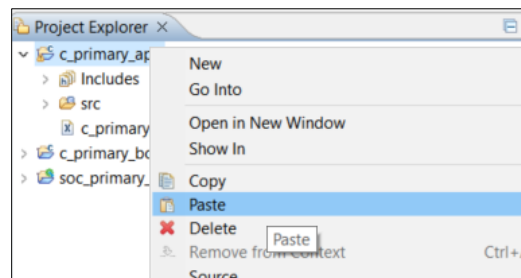 Project Explorer
c_primary_ap
New
Includes
Go Into
src
c_primary
Open in New Window
c_primary_bo
Show In
soc_primary_
Copy
Paste
Delete
Paste
Remove from Context
Ctrl+
Source